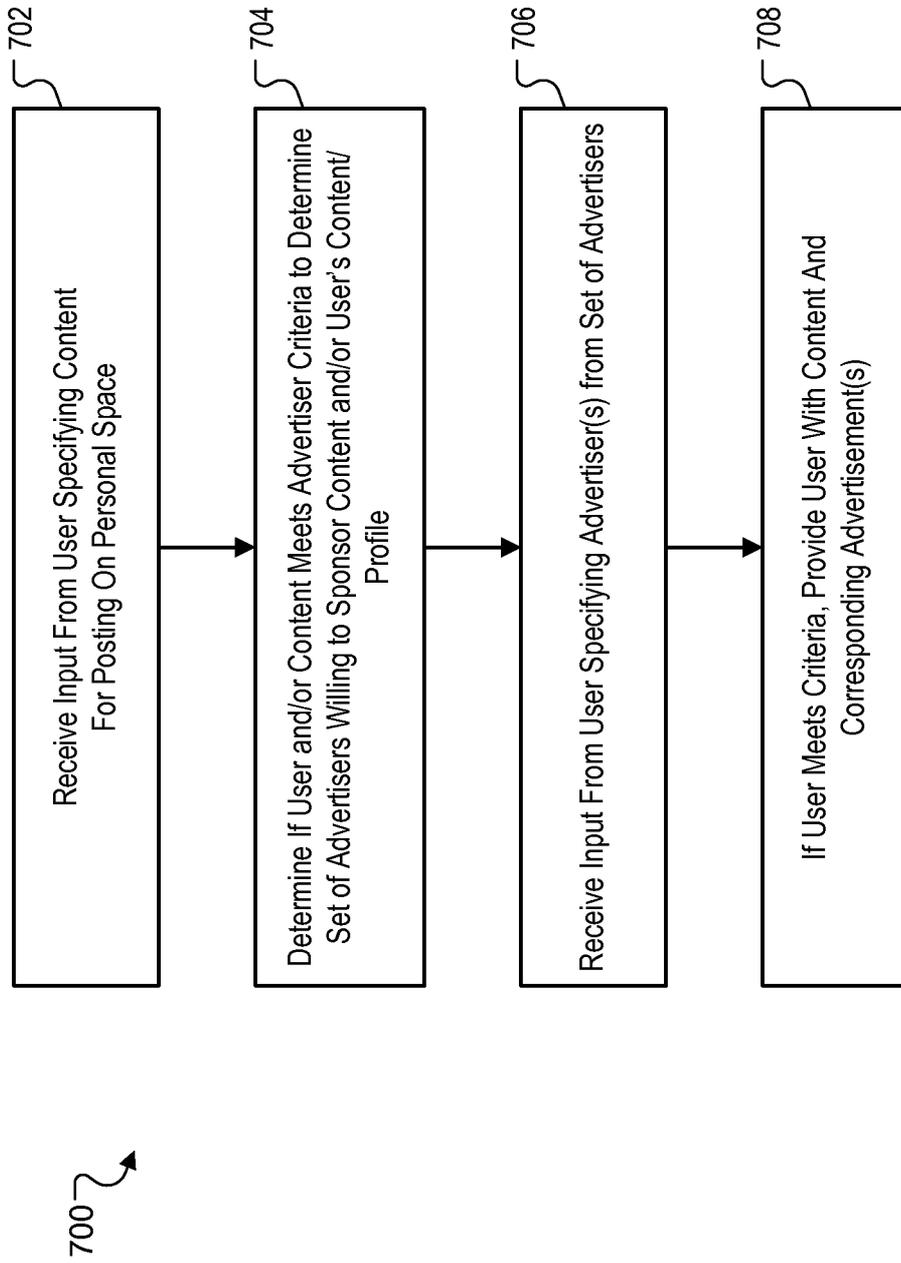 700
702
Receive Input From User Specifying Content
For Posting On Personal Space
704
Determine If User and/or Content Meets Advertiser Criteria to Determine
Set of Advertisers Willing to Sponsor Content and/or User's Content/
Profile
706
Receive Input From User Specifying Advertiser(s) from Set of Advertisers
708
If User Meets Criteria, Provide User With Content And
Corresponding Advertisement(s)